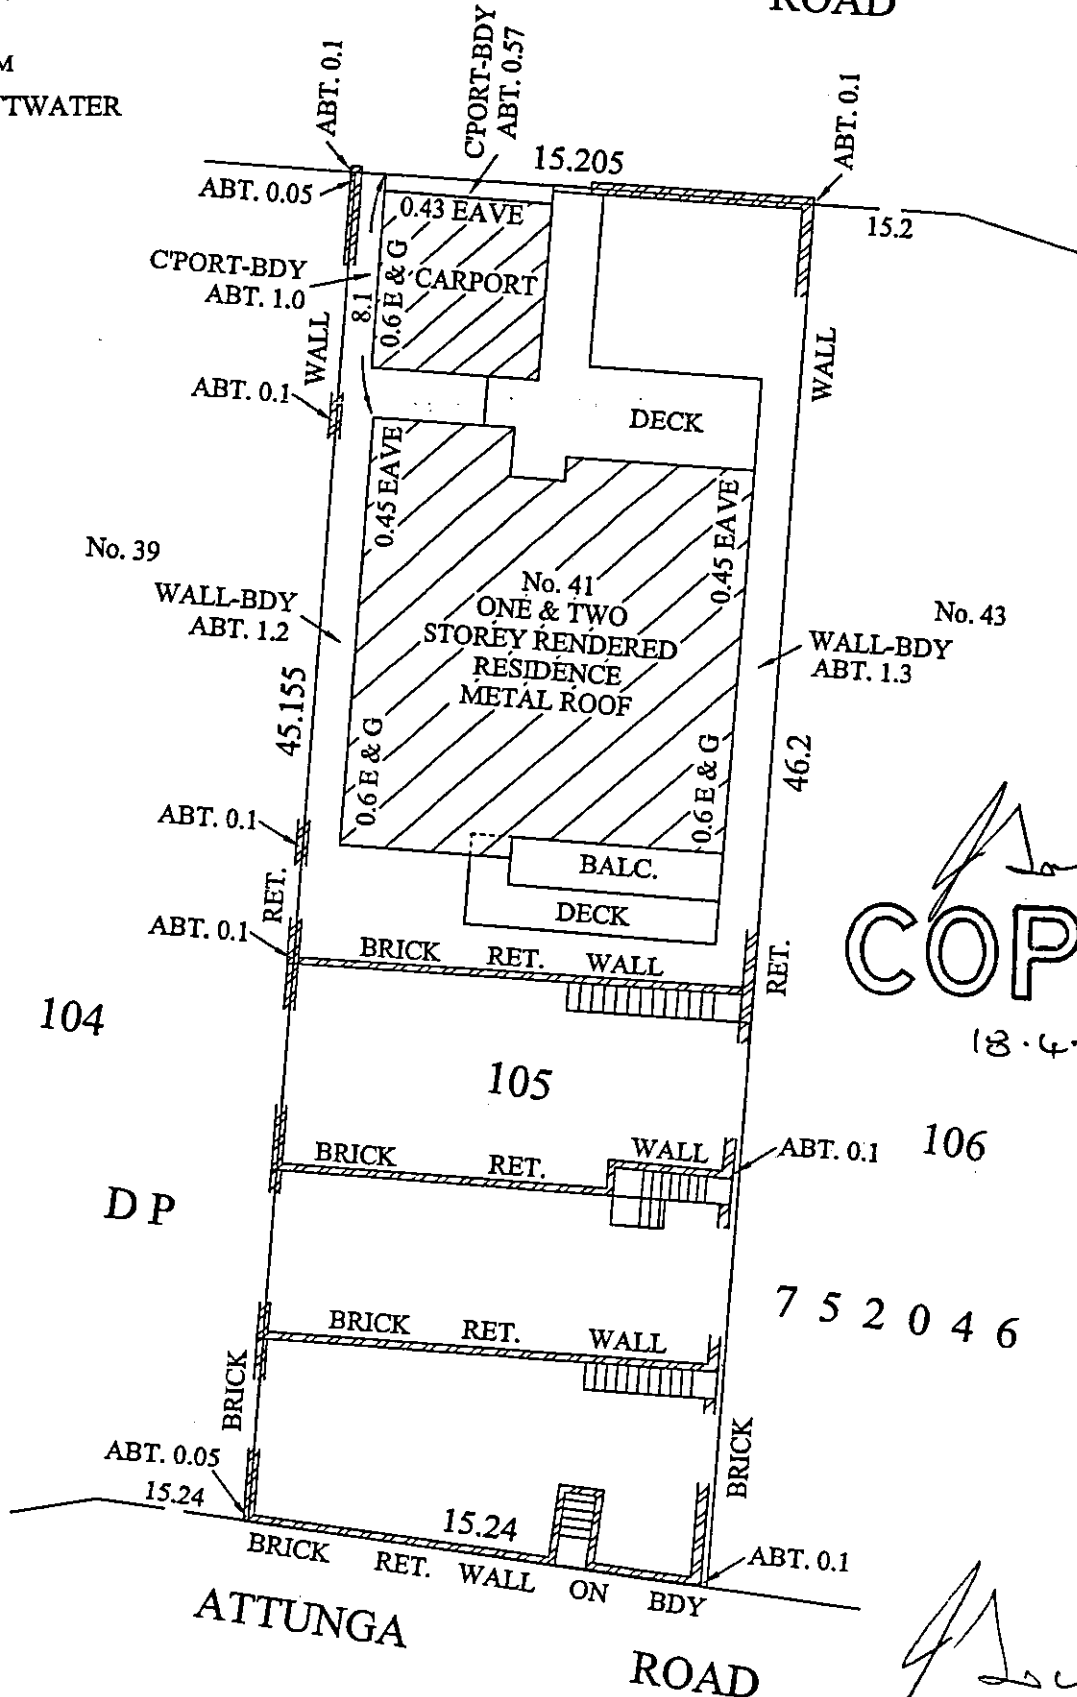 ROAD
M
TTWATER
ABT. 0.1
C'PORT-BDY
ABT. 0.57
ABT. 0.1
15.205
ABT. 0.05
0.43 EAVE
15.2
C'PORT-BDY
ABT. 1.0
8.1
0.6 E & G
CARPORT
WALL
WALL
ABT. 0.1
DECK
0.45 EAVE
0.45 EAVE
No. 39
WALL-BDY
ABT. 1.2
No. 41
ONE & TWO
STOREY RENDERED
RESIDENCE
METAL ROOF
No. 43
WALL-BDY
ABT. 1.3
45.155
46.2
0.6 E & G
0.6 E & G
ABT. 0.1
BALC.
RET.
DECK
COP
ABT. 0.1
BRICK RET. WALL
RET.
18.4.
104
105
106
BRICK RET. WALL
ABT. 0.1
D P
7 5 2 0 4 6
BRICK RET. WALL
BRICK
BRICK
ABT. 0.05
15.24
15.24
BRICK RET. WALL ON BDY
ABT. 0.1
ATTUNGA ROAD